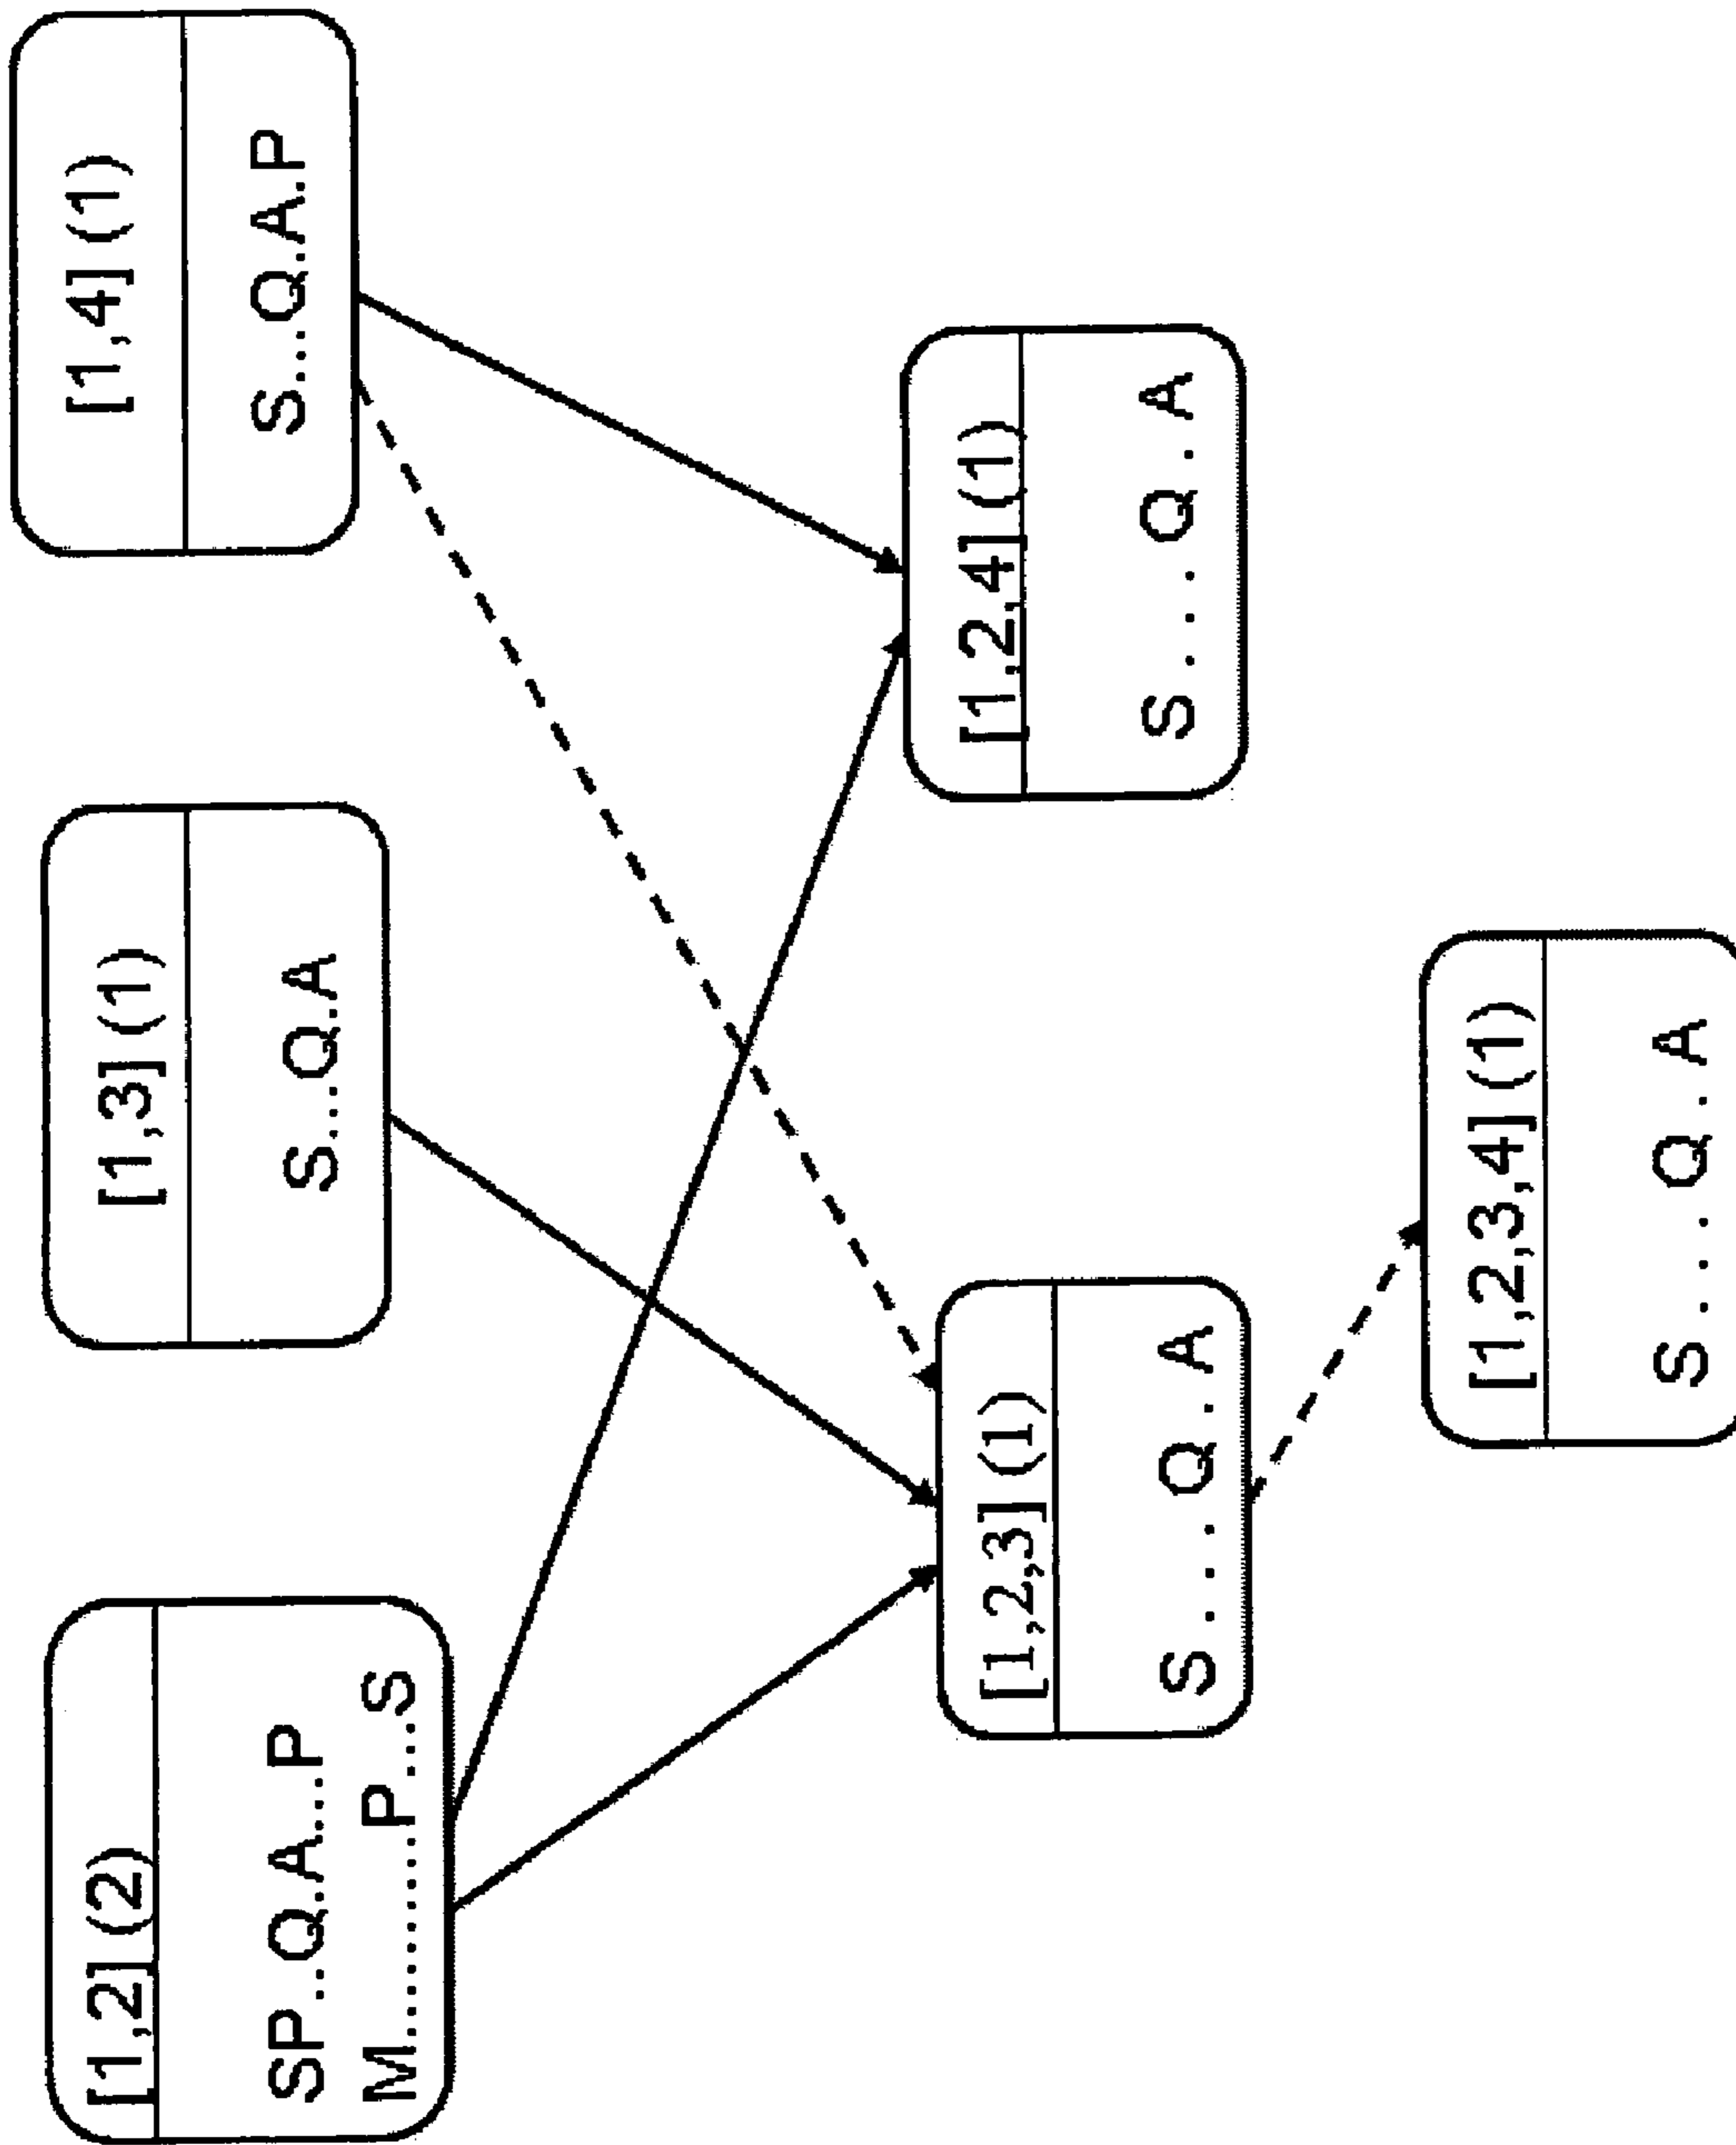 [1,2](2)
SP..Q.A...P
M............P...S
[1,3](1)
S...Q.A
[1,4](1)
S...Q.A.P
[1,2,3](1)
S . . . Q . A
[1,2,4](1)
S . . . Q . A
[1,2,3,4](1)
S . . . Q . A